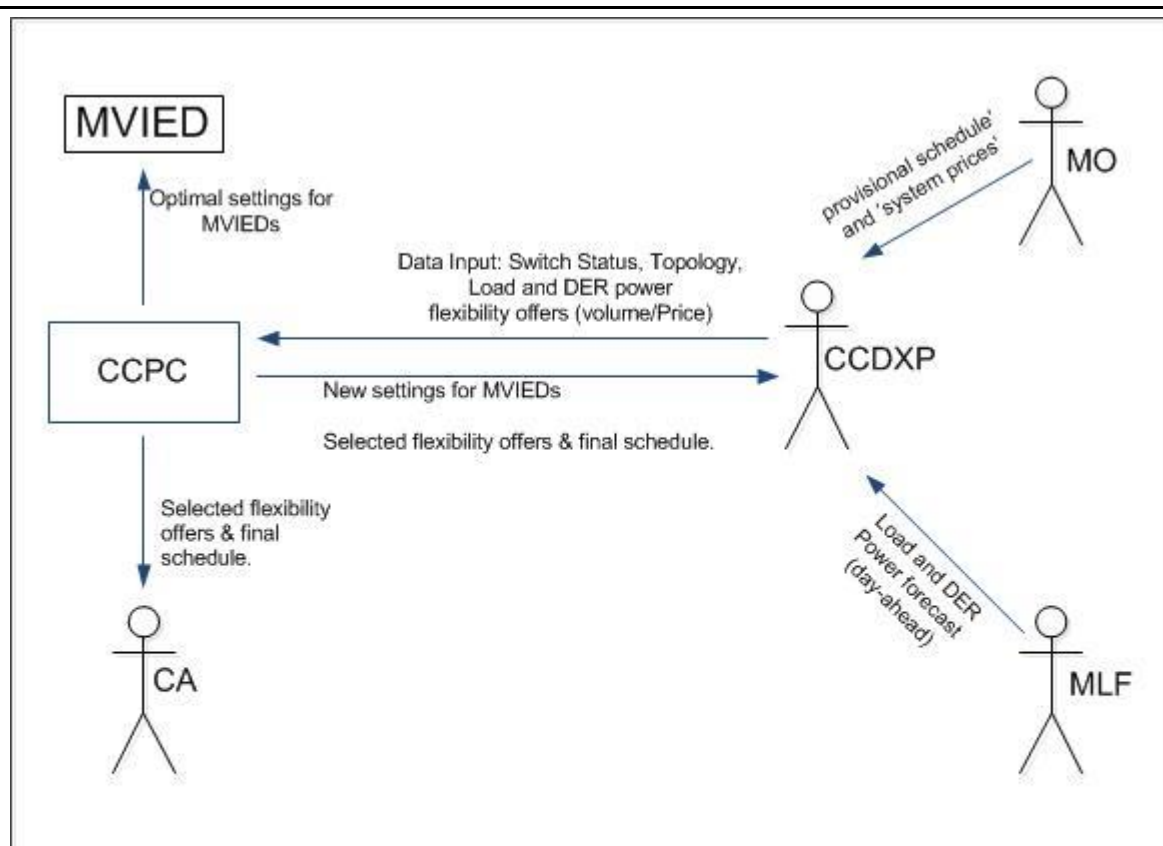 MVIED
MO
provisional schedule'
and 'system prices'
Optimal settings for
MVIEDs
Data Input: Switch Status, Topology,
Load and DER power
flexibility offers (volume/Price)
CCPC
CCDXP
New settings for MVIEDs
Selected flexibility offers & final schedule.
Selected flexibility
offers & final
schedule.
Load and DER
Power forecast
(day-ahead)
CA
MLF